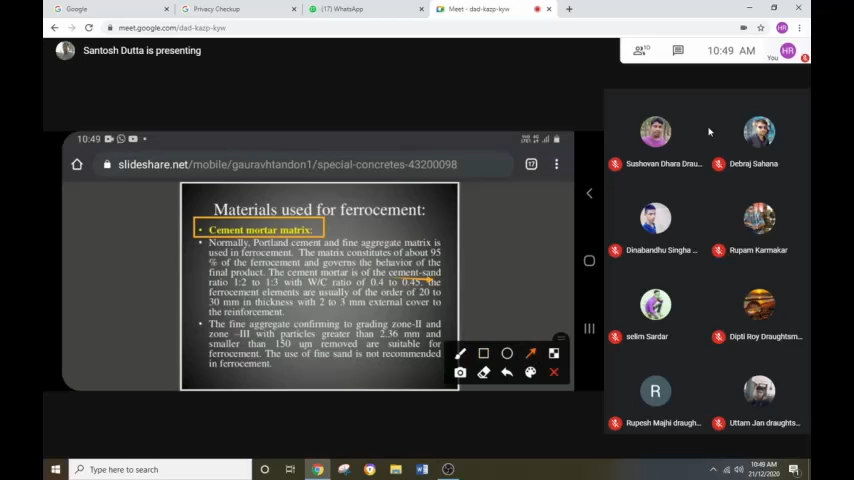 Google
Privacy Checkup
(17) WhatsApp
Meet - dad-kazp-kyw
meet.google.com/dad-kazp-kyw
HR
Santosh Dutta is presenting
10
10:49 AM
HR
You
10:49
slideshare.net/mobile/gauravhtandon1/special-concretes-43200098
17
Materials used for ferrocement:
• Cement mortar matrix:
• Normally, Portland cement and fine aggregate matrix is
used in ferrocement. The matrix constitutes of about 95
% of the ferrocement and governs the behavior of the
final product. The cement mortar is of the cement-sand
ratio 1:2 to 1:3 with W/C ratio of 0.4 to 0.45, the
ferrocement elements are usually of the order of 20 to
30 mm in thickness with 2 to 3 mm external cover to
the reinforcement.
• The fine aggregate confirming to grading zone-II and
zone –III with particles greater than 2.36 mm and
smaller than 150 µm removed are suitable for
ferrocement. The use of fine sand is not recommended
in ferrocement.
Sushovan Dhara Drau...
Debraj Sahana
Dinabandhu Singha ...
Rupam Karmakar
selim Sardar
Dipti Roy Draughtsm...
R
Rupesh Majhi draugh...
Uttam Jan draughts...
Type here to search
10:49 AM
21/12/2020